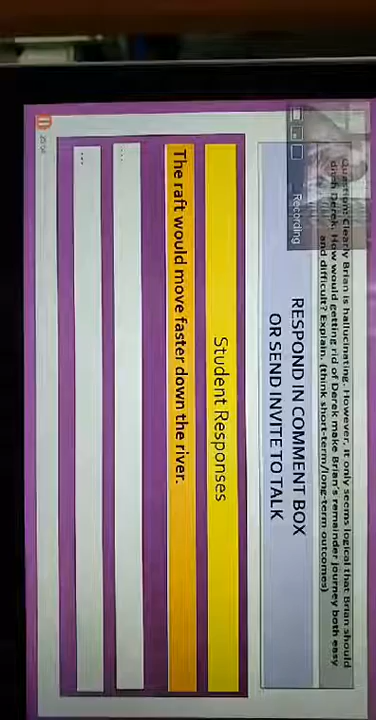 Question: Clearly Brian is hallucinating. However, it only seems logical that Brian should
ditch Derek. How would getting rid of Derek make Brian's remainder journey both easy
and difficult? Explain. (think short-term/long-term outcomes)
Recording
RESPOND IN COMMENT BOX
OR SEND INVITE TO TALK
Student Responses
The raft would move faster down the river.
...
...